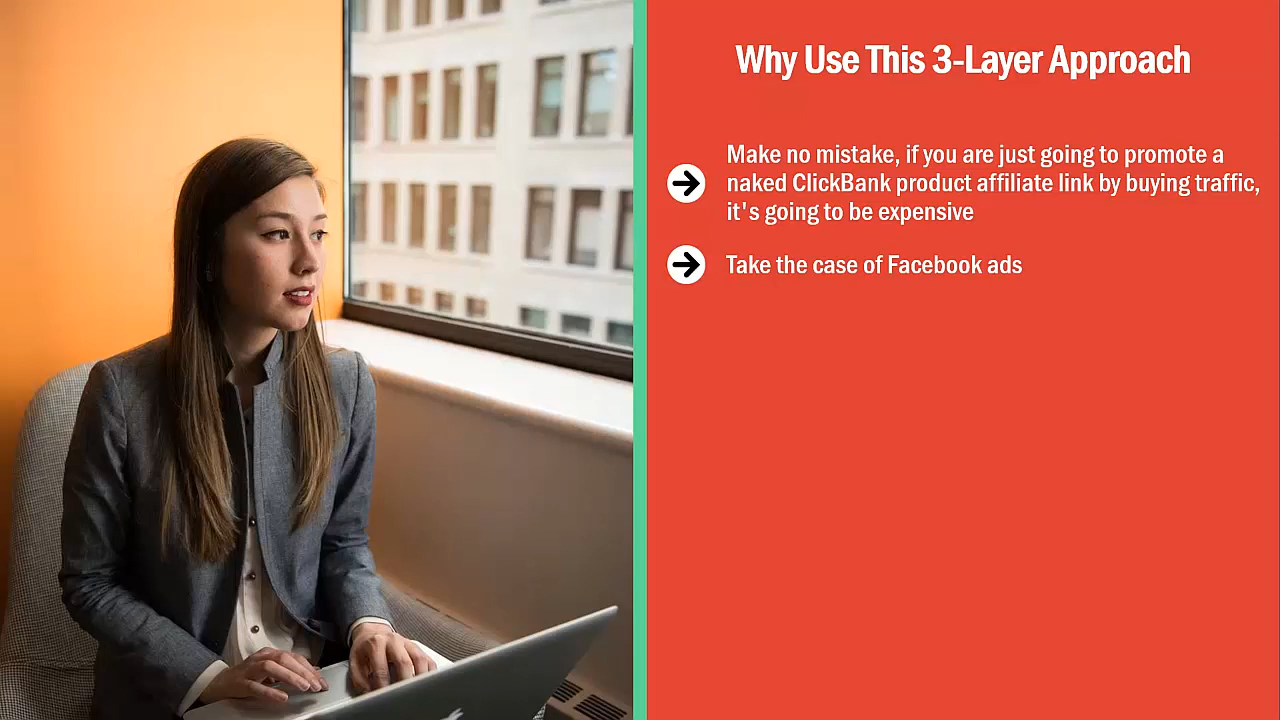 Why Use This 3-Layer Approach
Make no mistake, if you are just going to promote a
naked ClickBank product affiliate link by buying traffic,
it's going to be expensive
Take the case of Facebook ads